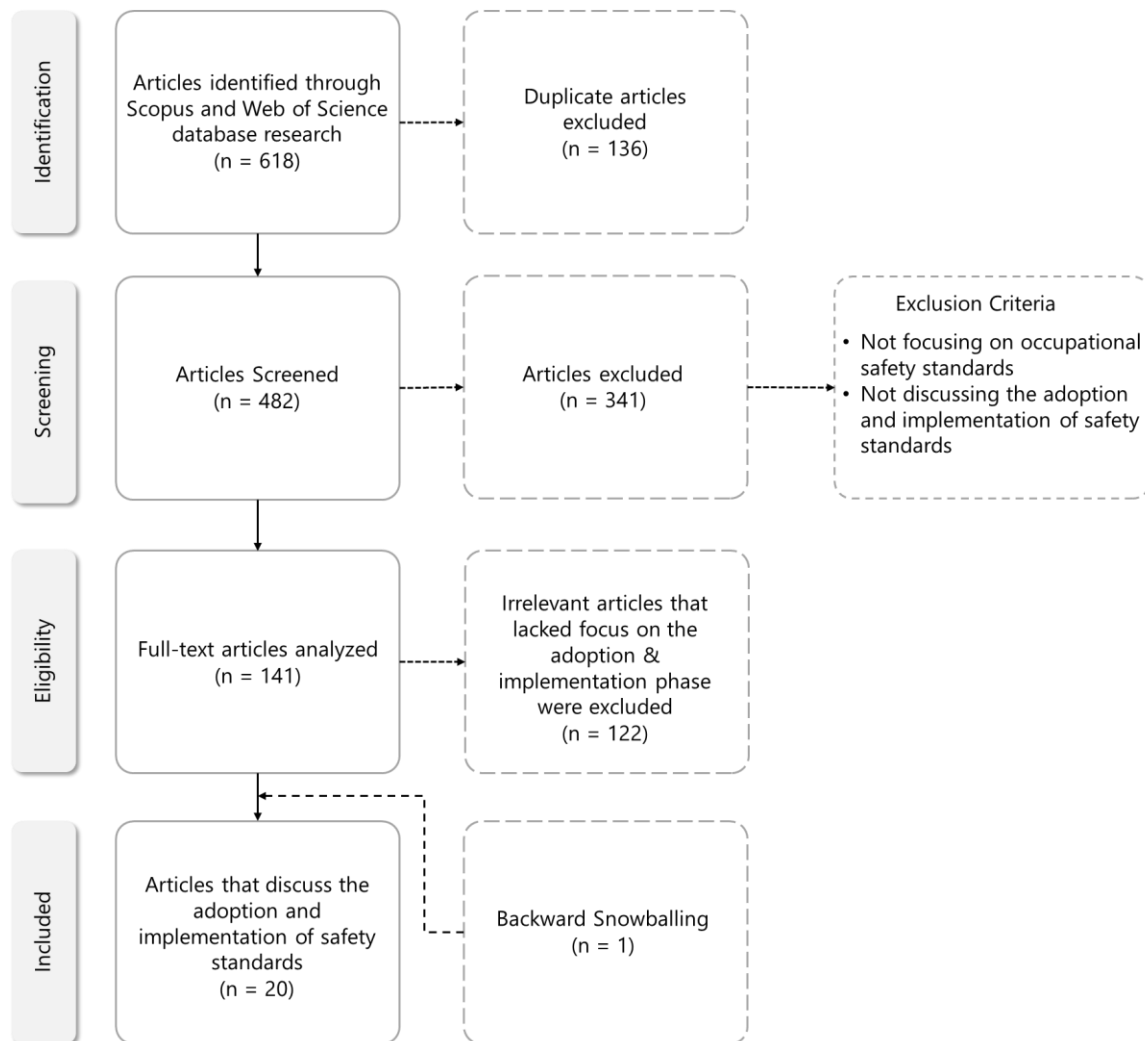 Identification
Articles identified through
Scopus and Web of Science
database research
(n = 618)
Duplicate articles
excluded
(n = 136)
Screening
Articles Screened
(n = 482)
Articles excluded
(n = 341)
Exclusion Criteria
• Not focusing on occupational
safety standards
• Not discussing the adoption
and implementation of safety
standards
Eligibility
Full-text articles analyzed
(n = 141)
Irrelevant articles that
lacked focus on the
adoption &
implementation phase
were excluded
(n = 122)
Included
Articles that discuss the
adoption and
implementation of safety
standards
(n = 20)
Backward Snowballing
(n = 1)